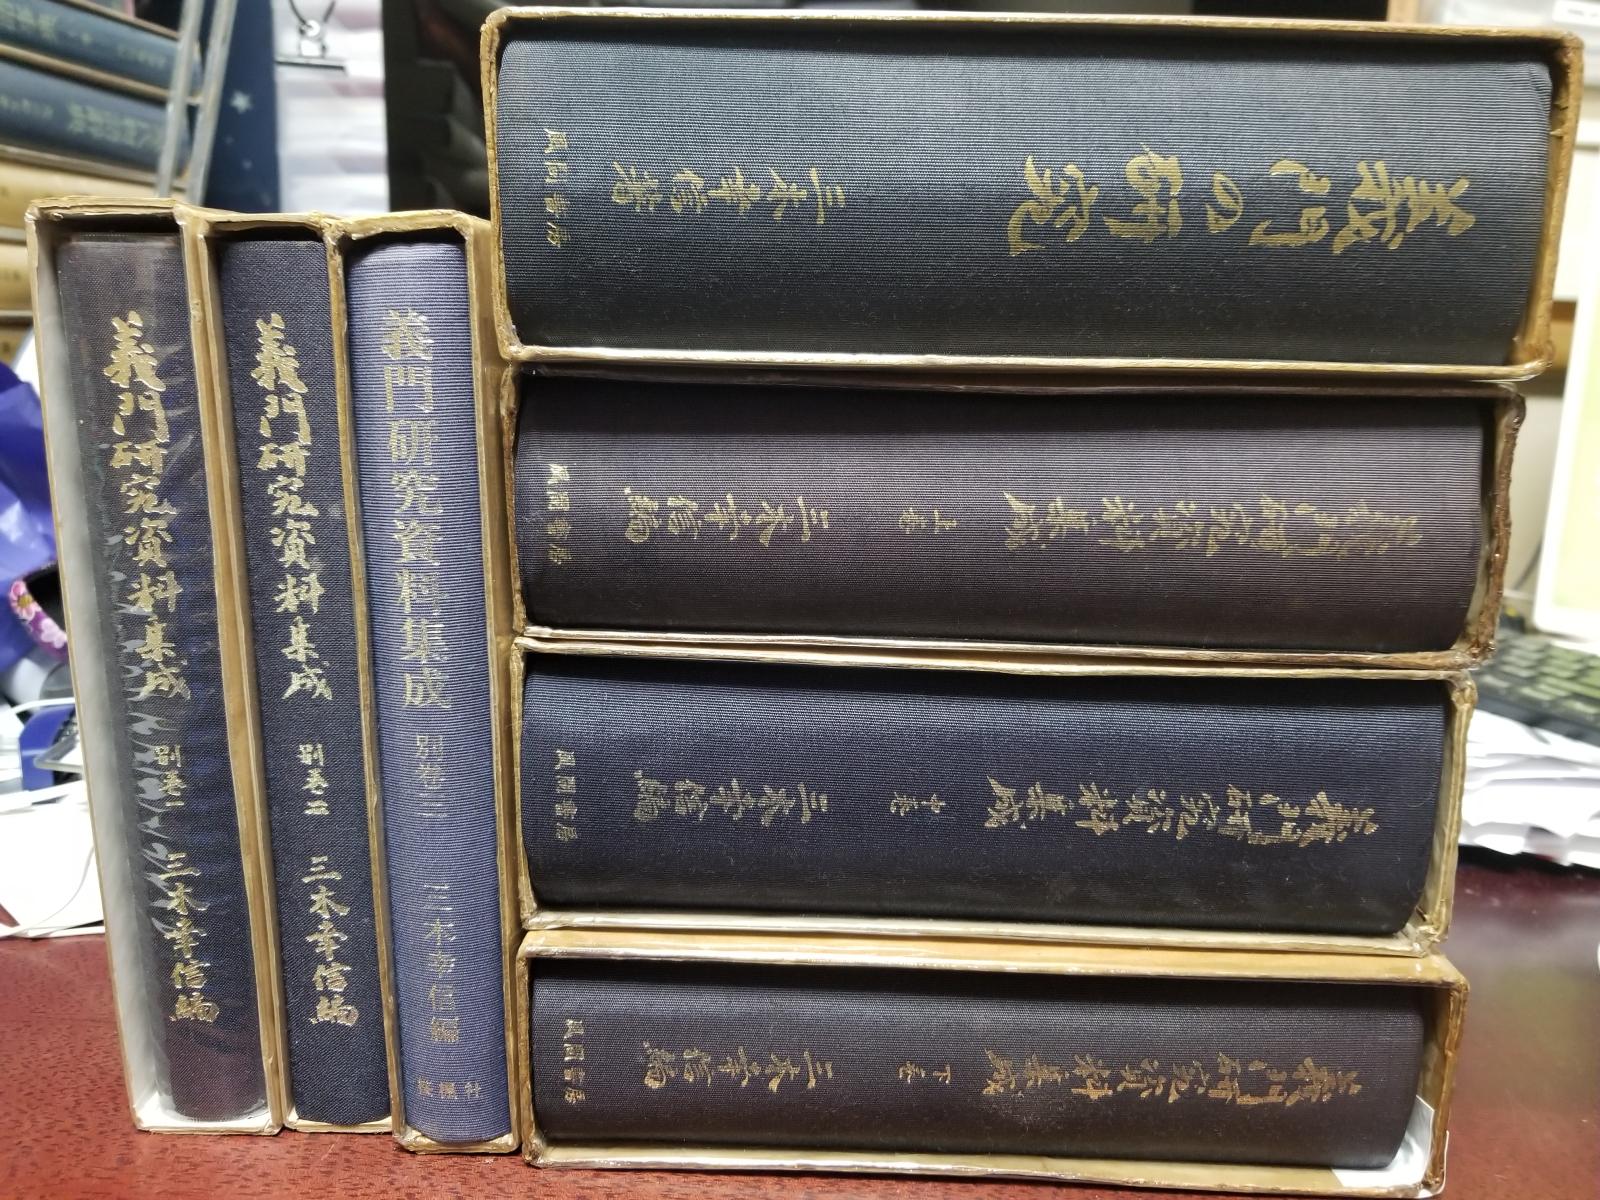 義門研究資料集成 別巻一 三木幸信編
義門研究資料集成 別巻二 三木幸信編
義門研究資料集成 別巻三 三木幸信編
義門の研究 三木幸信著 風間書房
義門研究資料集成 上巻 三木幸信編 風間書房
義門研究資料集成 中巻 三木幸信編 風間書房
義門研究資料集成 下巻 三木幸信編 風間書房